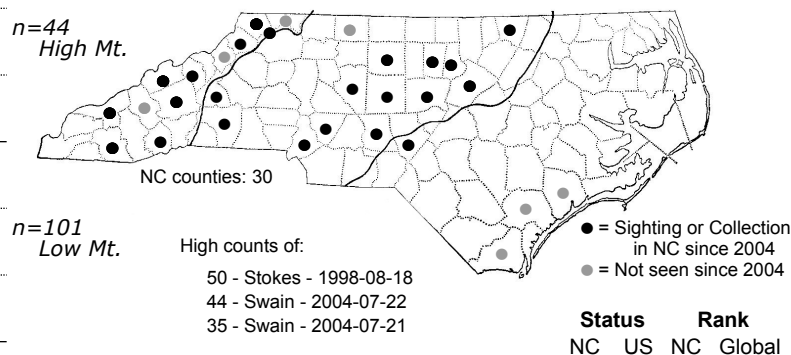 n=44
High Mt.
NC counties: 30
n=101
Low Mt.
High counts of:
50 - Stokes - 1998-08-18
44 - Swain - 2004-07-22
35 - Swain - 2004-07-21
● = Sighting or Collection
in NC since 2004
● = Not seen since 2004
Status Rank
NC US NC Global